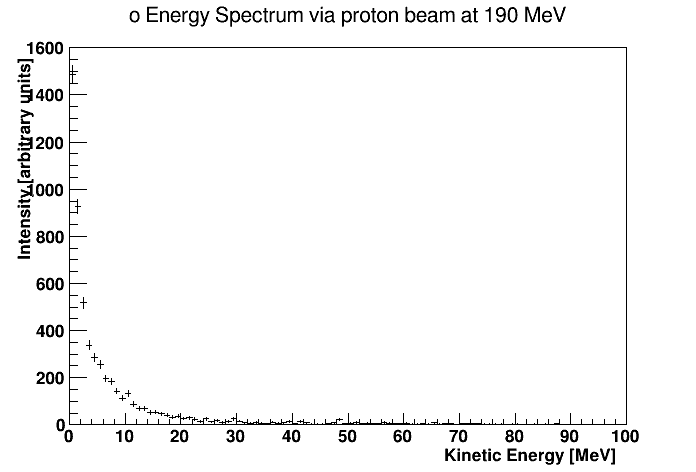 o Energy Spectrum via proton beam at 190 MeV
Intensity [arbitrary units]
1600
1400
1200
1000
800
600
400
200
0
0 10 20 30 40 50 60 70 80 90 100
Kinetic Energy [MeV]